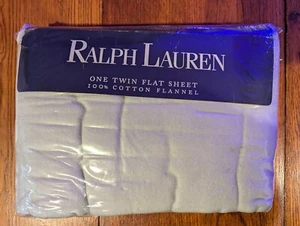 RALPH LAUREN
ONE TWIN FLAT SHEET
100% COTTON FLANNEL